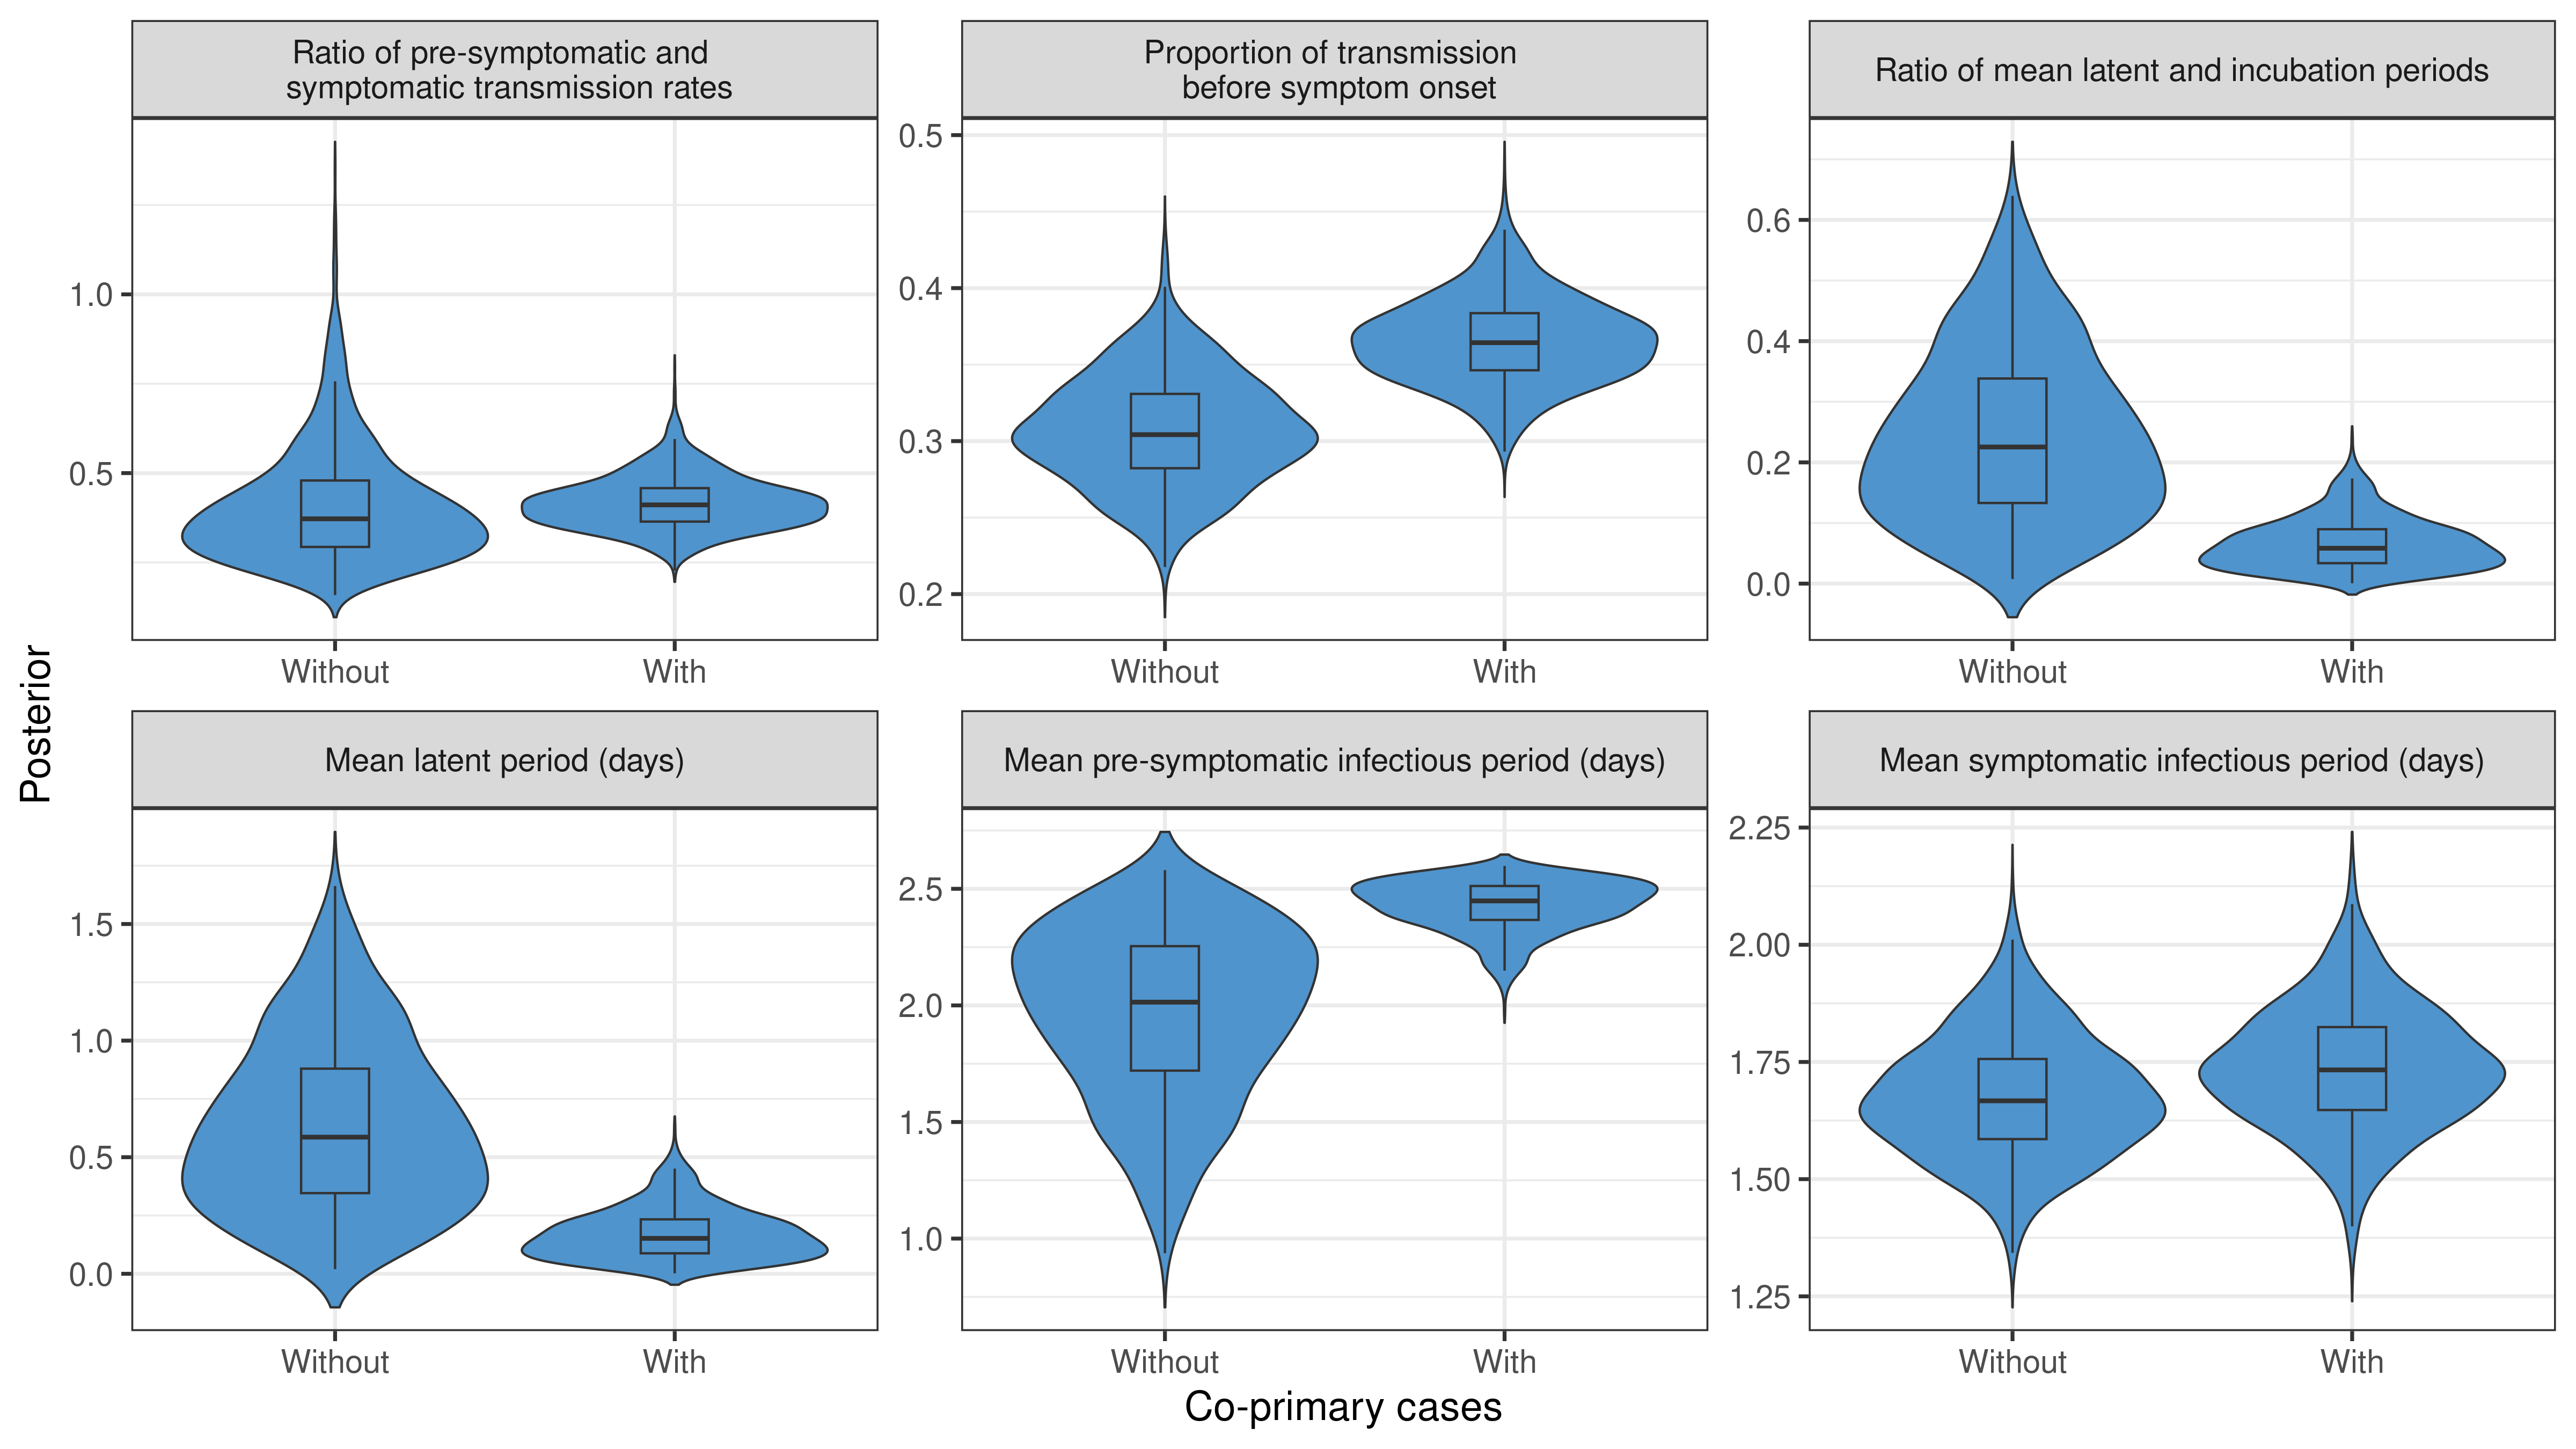 Ratio of pre-symptomatic and
symptomatic transmission rates
Proportion of transmission
before symptom onset
Ratio of mean latent and incubation periods
1.0
0.5
0.5
0.4
0.3
0.2
0.6
0.4
0.2
0.0
Without
With
Without
With
Without
With
Posterior
Mean latent period (days)
Mean pre-symptomatic infectious period (days)
Mean symptomatic infectious period (days)
1.5
1.0
0.5
0.0
2.5
2.0
1.5
1.0
2.25
2.00
1.75
1.50
1.25
Without
With
Without
With
Without
With
Co-primary cases